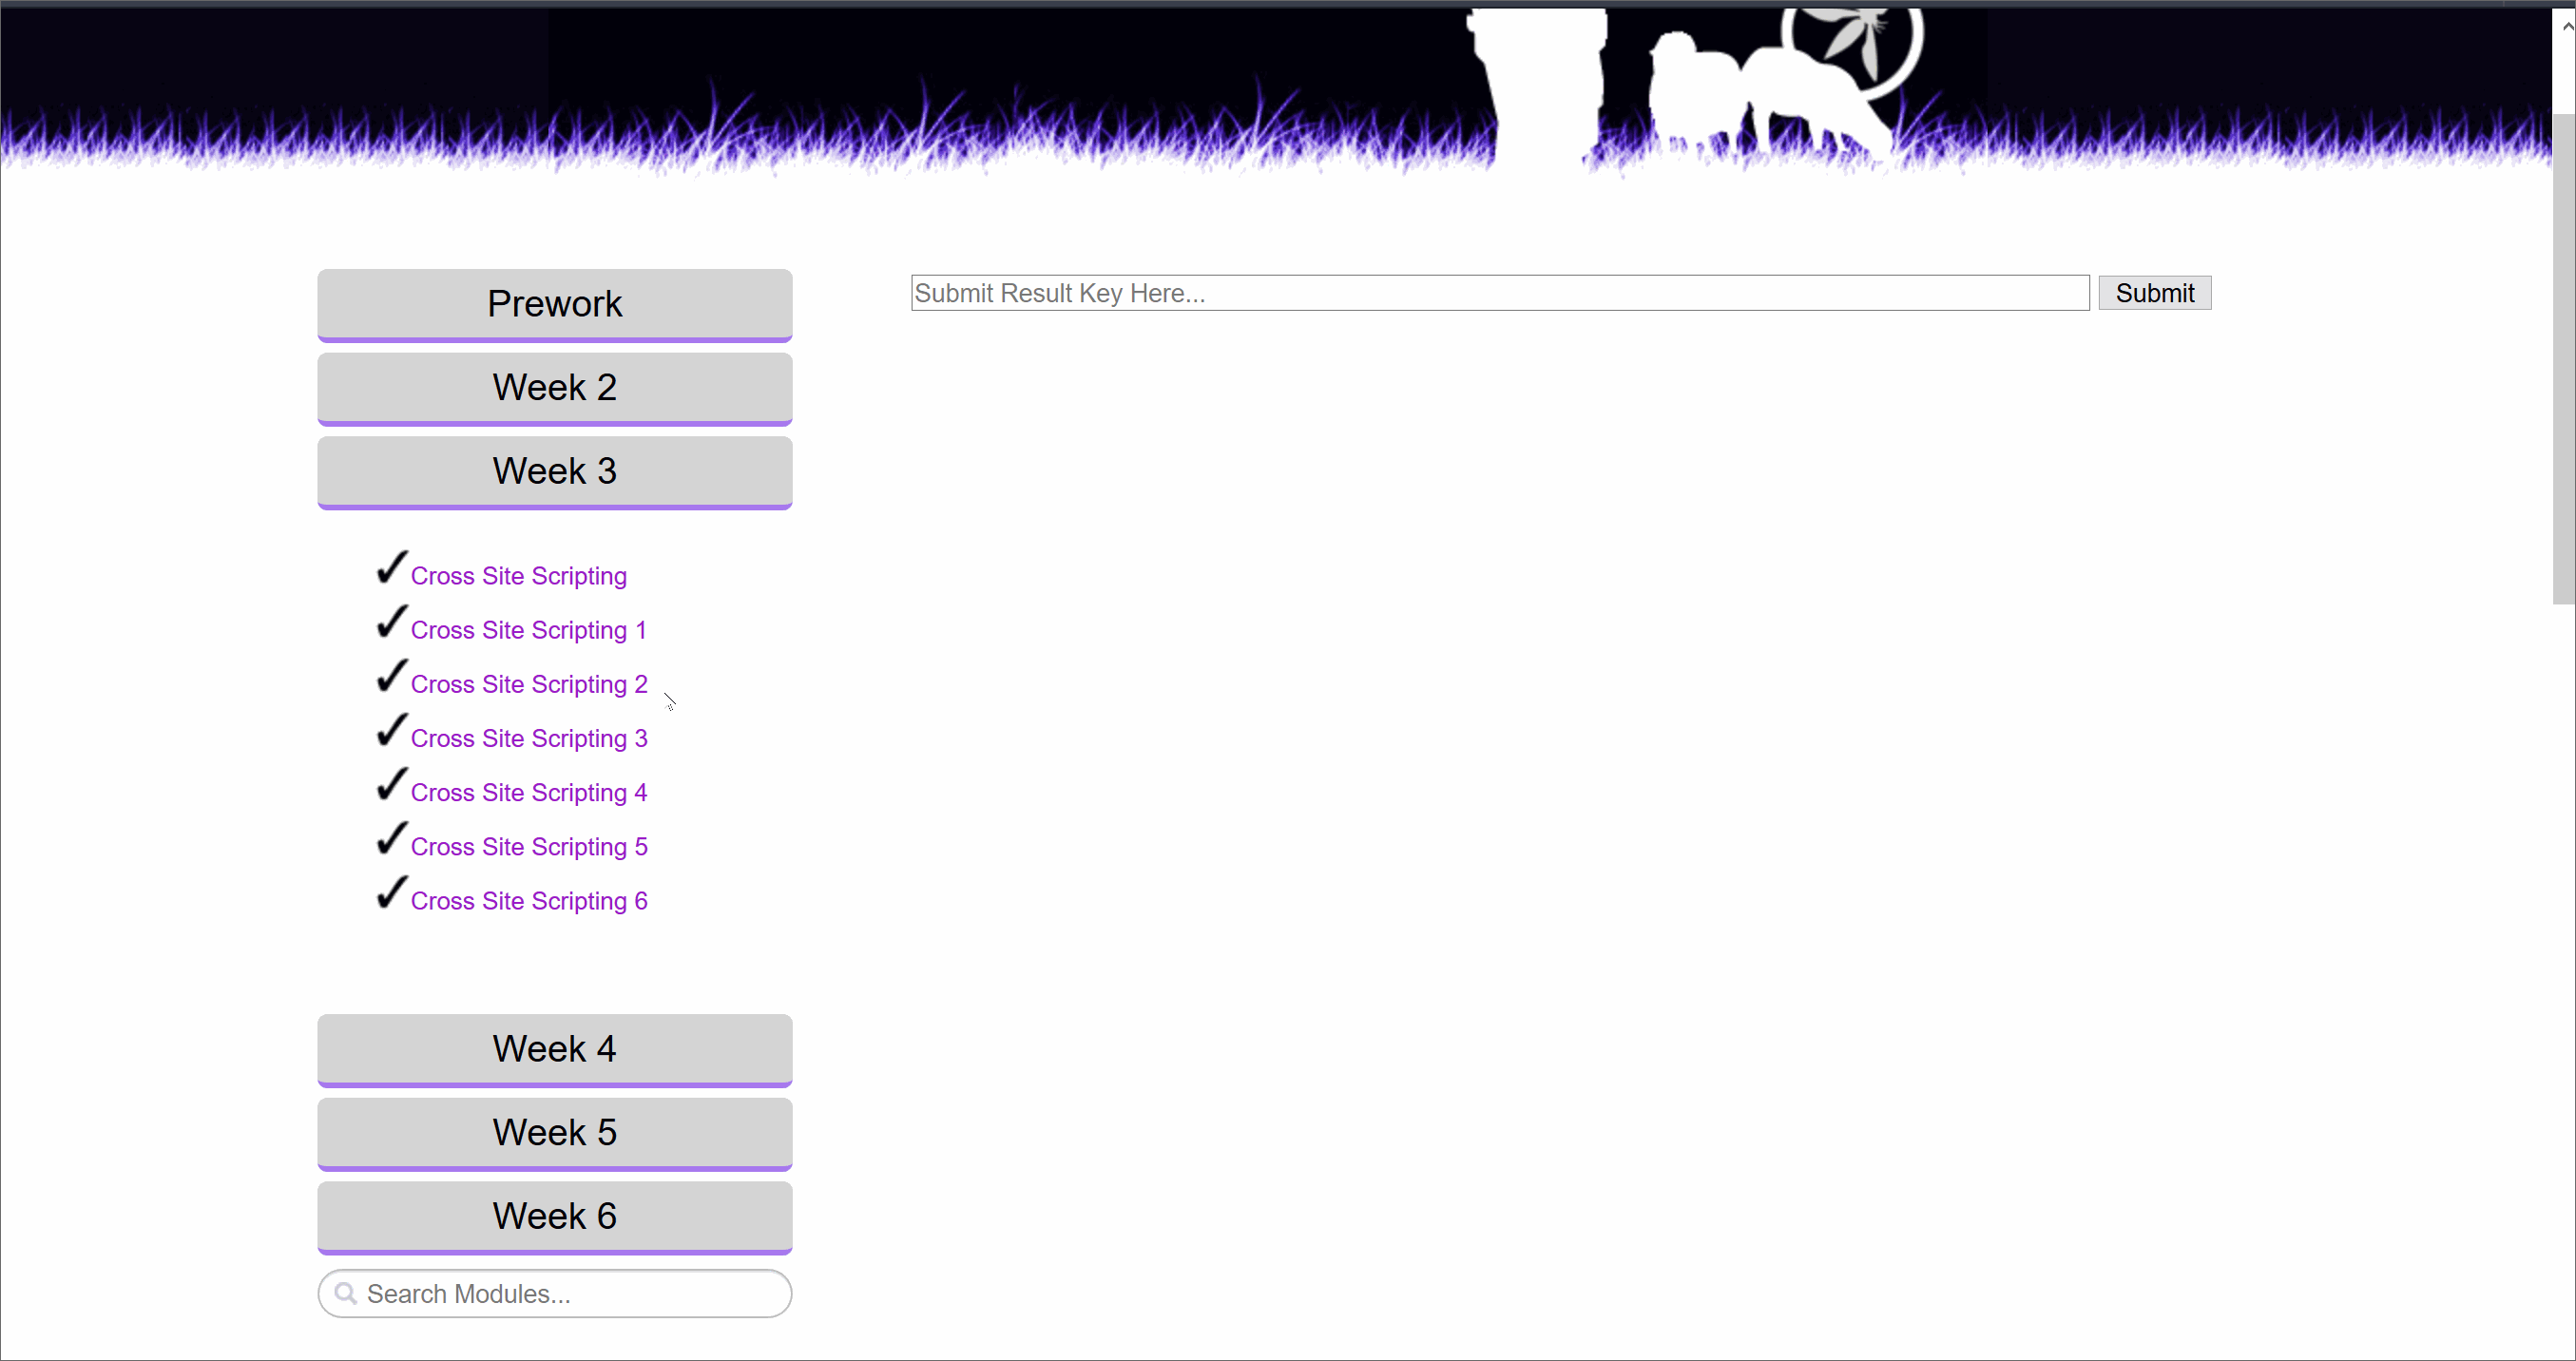 Prework
Submit Result Key Here...
Submit
Week 2
Week 3
Cross Site Scripting
Cross Site Scripting 1
Cross Site Scripting 2
Cross Site Scripting 3
Cross Site Scripting 4
Cross Site Scripting 5
Cross Site Scripting 6
Week 4
Week 5
Week 6
Search Modules...